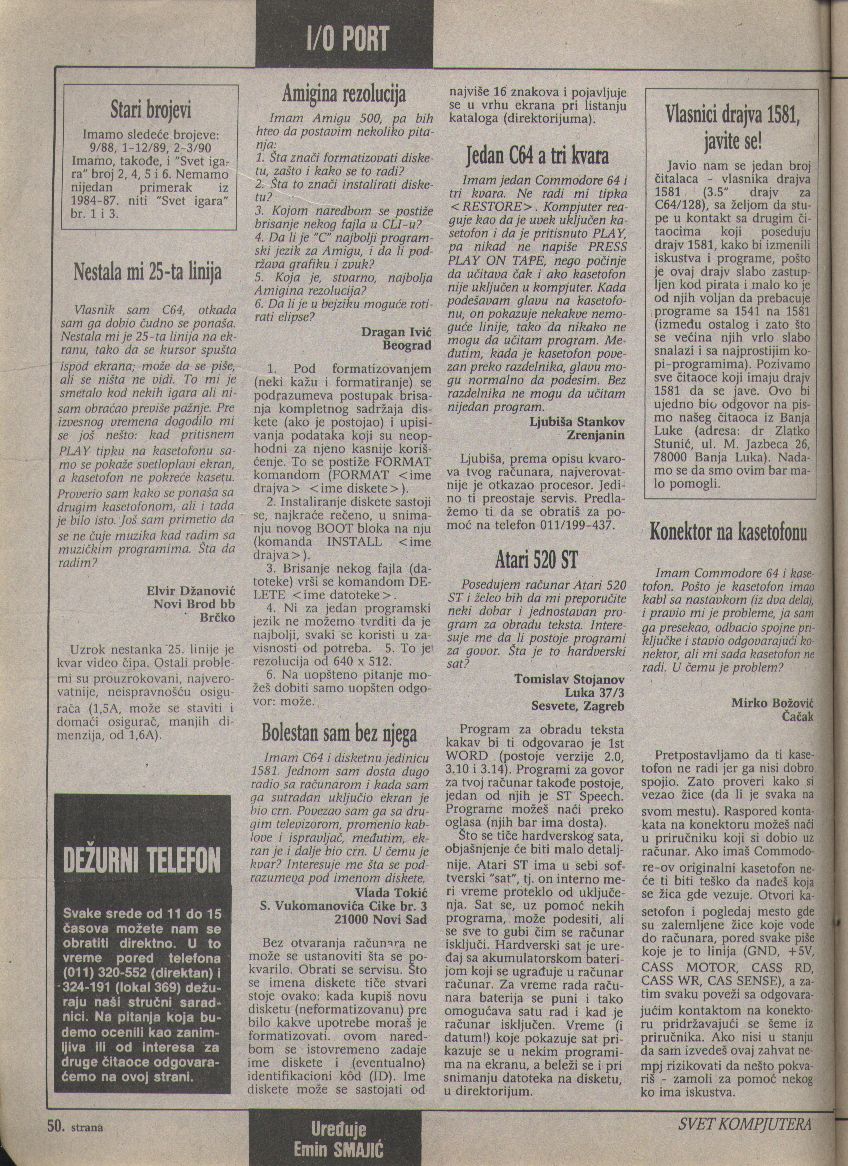 I/O PORT
Stari brojevi
Imamo sledeće brojeve:
9/88, 1-12/89, 2-3/90
Imamo, takođe, i "Svet iga-
ra" broj 2, 4, 5 i 6. Nemamo
nijedan primerak iz
1984-87. niti "Svet igara"
br. 1 i 3.
Nestala mi 25-ta linija
Vlasnik sam C64, otkada
sam ga dobio čudno se ponaša.
Nestala mi je 25-ta linija na ek-
ranu, tako da se kursor spušta
ispod ekrana; može da se piše,
ali se ništa ne vidi. To mi je
smetalo kod nekih igara ali ni-
sam obraćao previše pažnje. Pre
izvesnog vremena dogodilo mi
se još nešto: kad pritisnem
PLAY tipku na kasetofonu sa-
mo se pokaže svetloplavi ekran,
a kasetofon ne pokreće kasetu.
Proverio sam kako se ponaša sa
drugim kasetofonom, ali i tada
je bilo isto. Još sam primetio da
se ne čuje muzika kad radim sa
muzičkim programima. Šta da
radim?
Elvir Džanović
Novi Brod bb
Brčko
Uzrok nestanka 25. linije je
kvar video čipa. Ostali proble-
mi su prouzrokovani, najvero-
vatnije, neispravnošću osigu-
rača (1,5A, može se staviti i
domaći osigurač, manjih di-
menzija, od 1,6A).
DEŽURNI TELEFON
Svake srede od 11 do 15
časova možete nam se
obratiti direktno. U to
vreme pored telefona
(011) 320-552 (direktan) i
324-191 (lokal 369) dežu-
raju naši stručni sarad-
nici. Na pitanja koja bu-
demo ocenili kao zanim-
ljiva ili od interesa za
druge čitaoce odgovara-
ćemo na ovoj strani.
Amigina rezolucija
Imam Amigu 500, pa bih
hteo da postavim nekoliko pita-
nja:
1. Šta znači formatizovati diske-
tu, zašto i kako se to radi?
2. Šta to znači instalirati diske-
tu?
3. Kojom naredbom se postiže
brisanje nekog fajla u CLI-u?
4. Da li je "C" najbolji program-
ski jezik za Amigu, i da li pod-
ržava grafiku i zvuk?
5. Koja je, stvarno, najbolja
Amigina rezolucija?
6. Da li je u bejziku moguće roti-
rati elipse?
Dragan Ivić
Beograd
1. Pod formatizovanjem
(neki kažu i formatiranje) se
podrazumeva postupak brisa-
nja kompletnog sadržaja dis-
kete (ako je postojao) i upisi-
vanja podataka koji su neop-
hodni za njeno kasnije koriš-
ćenje. To se postiže FORMAT
komandom (FORMAT <ime
drajva> <ime diskete>).
2. Instaliranje diskete sastoji
se, najkraće rečeno, u snima-
nju novog BOOT bloka na nju
(komanda INSTALL <ime
drajva>).
3. Brisanje nekog fajla (da-
toteke) vrši se komandom DE-
LETE <ime datoteke>.
4. Ni za jedan programski
jezik ne možemo tvrditi da je
najbolji, svaki se koristi u za-
visnosti od potreba. 5. To je
rezolucija od 640 x 512.
6. Na uopšteno pitanje mo-
žeš dobiti samo uopšten odgo-
vor: može.
Bolestan sam bez njega
Imam C64 i disketnu jedinicu
1581. Jednom sam dosta dugo
radio sa računarom i kada sam
ga sutradan uključio ekran je
bio crn. Povezao sam ga sa dru-
gim televizorom, promenio kab-
love i ispravljač, međutim, ek-
ran je i dalje bio crn. U čemu je
kvar? Interesuje me šta se pod-
razumeva pod imenom diskete.
Vlada Tokić
S. Vukomanovića Cike br. 3
21000 Novi Sad
Bez otvaranja računara ne
može se ustanoviti šta se po-
kvarilo. Obrati se servisu. Što
se imena diskete tiče stvari
stoje ovako: kada kupiš novu
disketu (neformatizovanu) pre
bilo kakve upotrebe moraš je
formatizovati. ovom nared-
bom se istovremeno zadaje
ime diskete i (eventualno)
identifikacioni kôd (ID). Ime
diskete može se sastojati od
najviše 16 znakova i pojavljuje
se u vrhu ekrana pri listanju
kataloga (direktorijuma).
Jedan C64 a tri kvara
Imam jedan Commodore 64 i
tri kvara. Ne radi mi tipka
<RESTORE>. Kompjuter rea-
guje kao da je uvek uključen ka-
setofon i da je pritisnuto PLAY,
pa nikad ne napiše PRESS
PLAY ON TAPE, nego počinje
da učitava čak i ako kasetofon
nije uključen u kompjuter. Kada
podešavam glavu na kasetofo-
nu, on pokazuje nekakve nemo-
guće linije, tako da nikako ne
mogu da učitam program. Me-
đutim, kada je kasetofon pove-
zan preko razdelnika, glavu mo-
gu normalno da podesim. Bez
razdelnika ne mogu da učitam
nijedan program.
Ljubiša Stankov
Zrenjanin
Ljubiša, prema opisu kvaro-
va tvog računara, najverovat-
nije je otkazao procesor. Jedi-
no ti preostaje servis. Predla-
žemo ti da se obratiš za po-
moć na telefon 011/199-437.
Atari 520 ST
Posedujem računar Atari 520
ST i želeo bih da mi preporučite
neki dobar i jednostavan pro-
gram za obradu teksta. Intere-
suje me da li postoje programi
za govor. Šta je to hardverski
sat?
Tomislav Stojanov
Luka 37/3
Sesvete, Zagreb
Program za obradu teksta
kakav bi ti odgovarao je 1st
WORD (postoje verzije 2.0,
3.10 i 3.14). Programi za govor
za tvoj računar takođe postoje,
jedan od njih je ST Speech.
Programe možeš naći preko
oglasa (njih bar ima dosta).
Što se tiče hardverskog sata,
objašnjenje će biti malo detalj-
nije. Atari ST ima u sebi sof-
tverski "sat", tj. on interno me-
ri vreme proteklo od uključe-
nja. Sat se, uz pomoć nekih
programa, može podesiti, ali
se sve to gubi čim se računar
isključi. Hardverski sat je ure-
đaj sa akumulatorskom bateri-
jom koji se ugrađuje u računar
računar. Za vreme rada raču-
nara baterija se puni i tako
omogućava satu rad i kad je
računar isključen. Vreme (i
datum!) koje pokazuje sat pri-
kazuje se u nekim programi-
ma na ekranu, a beleži se i pri
snimanju datoteka na disketu,
u direktorijum.
Vlasnici drajva 1581,
javite se!
Javio nam se jedan broj
čitalaca - vlasnika drajva
1581 (3.5" drajv za
C64/128), sa željom da stu-
pe u kontakt sa drugim či-
taocima koji poseduju
drajv 1581, kako bi izmenili
iskustva i programe, pošto
je ovaj drajv slabo zastup-
ljen kod pirata i malo ko je
od njih voljan da prebacuje
programe sa 1541 na 1581
(između ostalog i zato što
se većina njih vrlo slabo
snalazi i sa najprostijim ko-
pi-programima). Pozivamo
sve čitaoce koji imaju drajv
1581 da se jave. Ovo bi
ujedno bio odgovor na pis-
mo našeg čitaoca iz Banja
Luke (adresa: dr Zlatko
Stunić, ul. M. Jazbeca 26,
78000 Banja Luka). Nada-
mo se da smo ovim bar ma-
lo pomogli.
Konektor na kasetofonu
Imam Commodore 64 i kase-
tofon. Pošto je kasetofon imao
kabl sa nastavkom (iz dva dela),
i pravio mi je probleme, ja sam
ga presekao, odbacio spojne pri-
ključke i stavio odgovarajući ko-
nektor, ali mi sada kasetofon ne
radi. U čemu je problem?
Mirko Božović
Čačak
Pretpostavljamo da ti kase-
tofon ne radi jer ga nisi dobro
spojio. Zato proveri kako si
vezao žice (da li je svaka na
svom mestu). Raspored konta-
kata na konektoru možeš naći
u priručniku koji si dobio uz
računar. Ako imaš Commodo-
re-ov originalni kasetofon ne-
će ti biti teško da nađeš koja
se žica gde vezuje. Otvori ka-
setofon i pogledaj mesto gde
su zalemljene žice koje vode
do računara, pored svake piše
koje je to linija (GND, +5V,
CASS MOTOR, CASS RD,
CASS WR, CAS SENSE), a za-
tim svaku poveži sa odgovara-
jućim kontaktom na konekto-
ru pridržavajući se šeme iz
priručnika. Ako nisi u stanju
da sam izvedeš ovaj zahvat ne-
mpj rizikovati da nešto pokva-
riš - zamoli za pomoć nekog
ko ima iskustva.
50. strana
Uređuje
Emin SMAJIĆ
SVET KOMPJUTERA